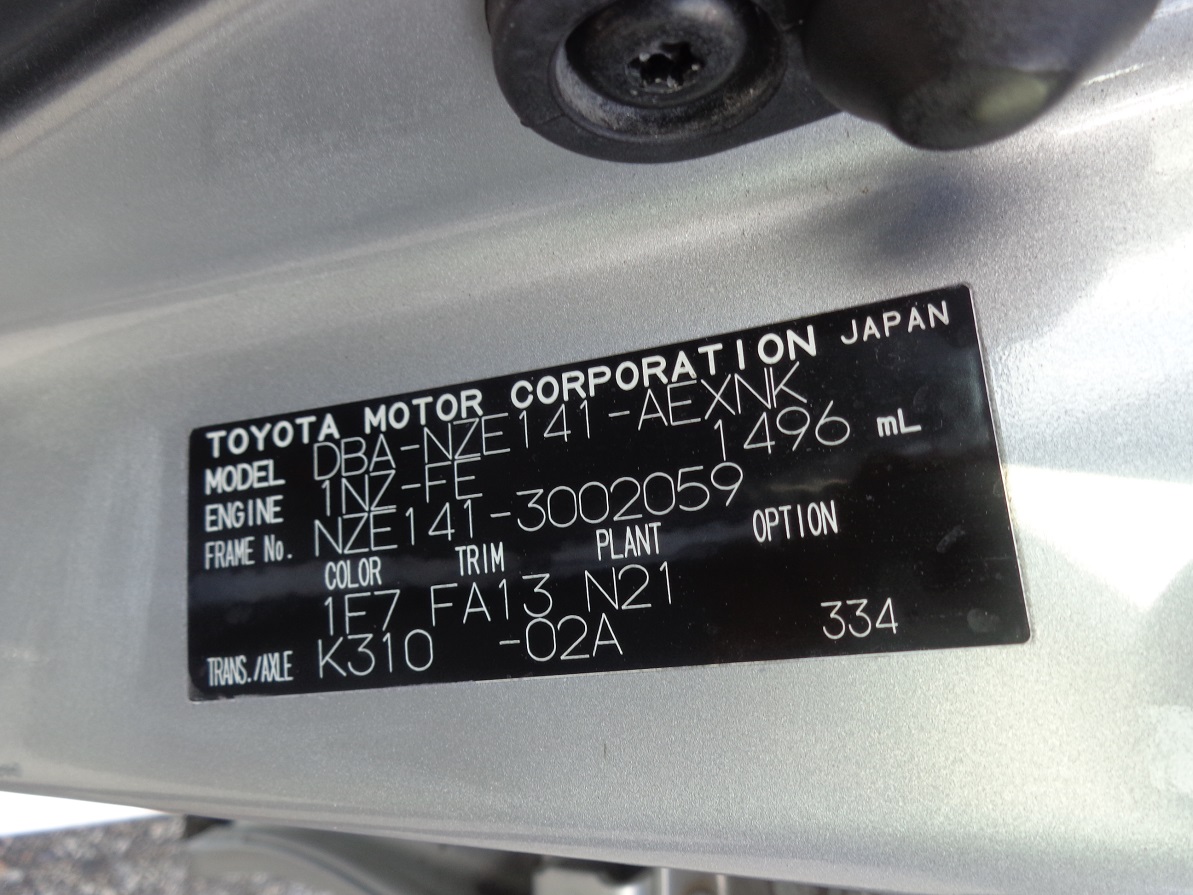 TOYOTA MOTOR CORPORATION JAPAN
MODEL DBA-NZE141-AEXNK
ENGINE 1NZ-FE 1496 mL
FRAME No. NZE141-3002059
COLOR TRIM PLANT OPTION
1F7 FA13 N21
TRANS./AXLE K310 -02A 334